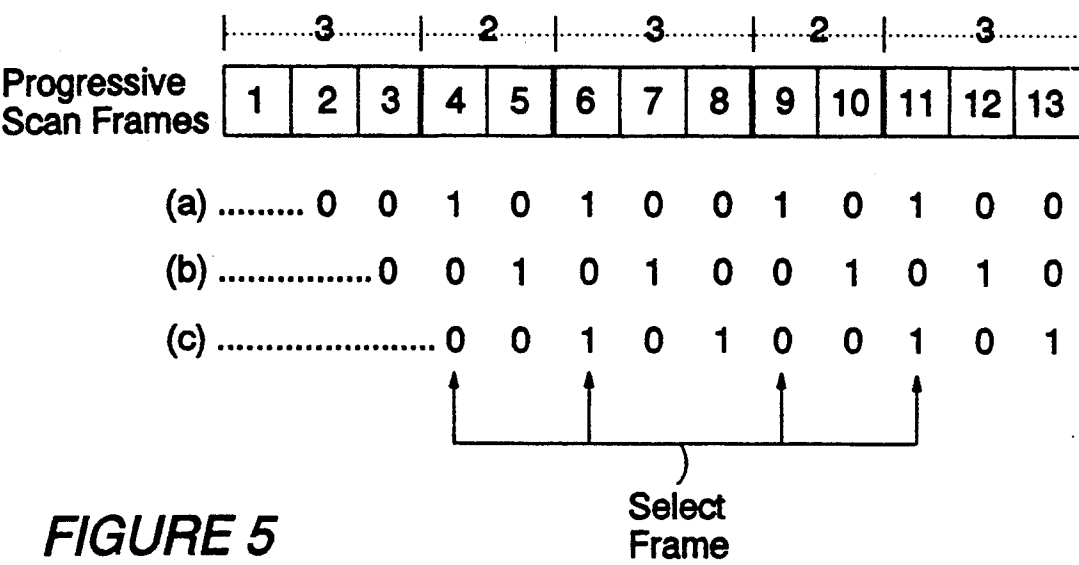 3 2 3 2 3
Progressive
Scan Frames 1 2 3 4 5 6 7 8 9 10 11 12 13
(a) ......... 0 0 1 0 1 0 0 1 0 1 0 0
(b) ................ 0 0 1 0 1 0 0 1 0 1 0
(c) ....................... 0 0 1 0 1 0 0 1 0 1
Select
Frame
FIGURE 5